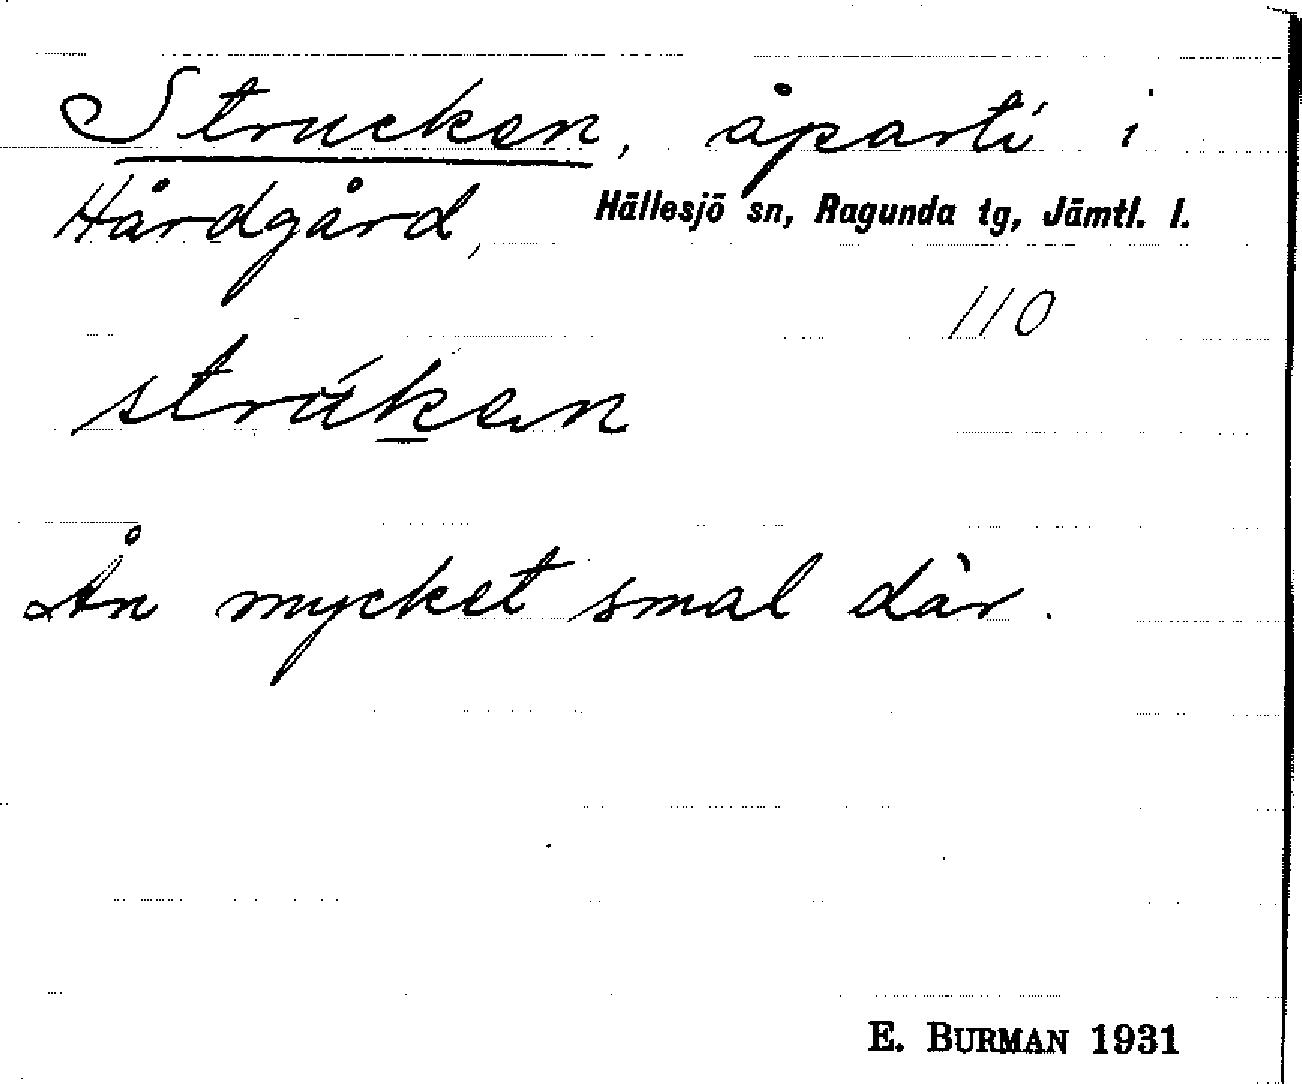 Strucken, åparti i
Hårdgård, Hällesjö sn, Ragunda tg, Jämtl. l.
110
strúken
Ån mycket smal där.
E. BURMAN 1931